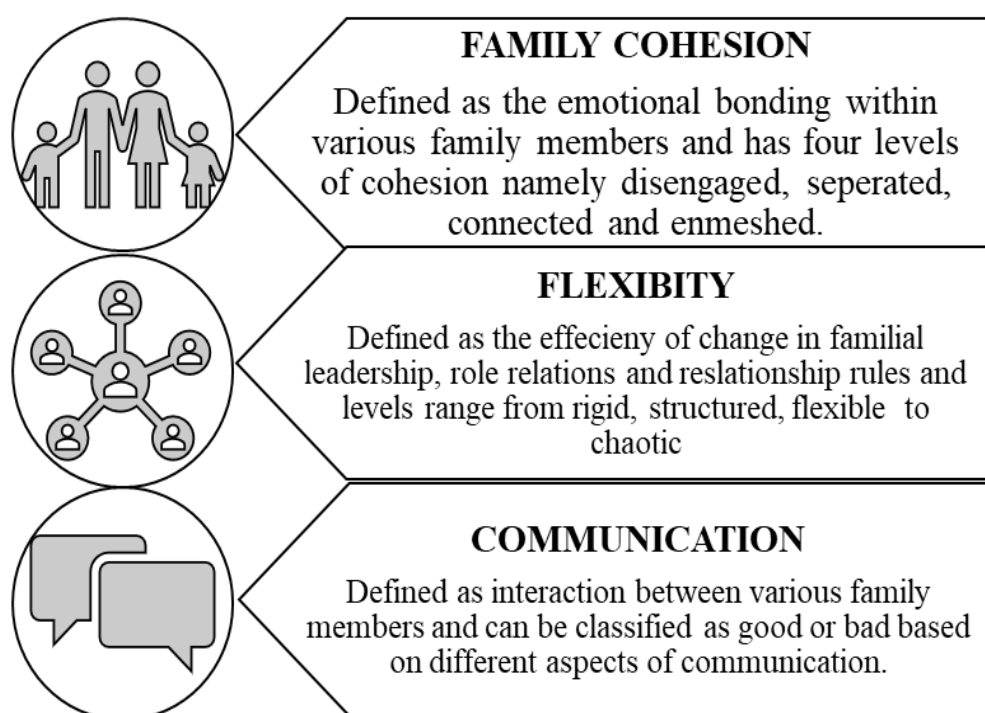 FAMILY COHESION
Defined as the emotional bonding within
various family members and has four levels
of cohesion namely disengaged, seperated,
connected and enmeshed.
FLEXIBITY
Defined as the effecieny of change in familial
leadership, role relations and reslationship rules and
levels range from rigid, structured, flexible to
chaotic
COMMUNICATION
Defined as interaction between various family
members and can be classified as good or bad based
on different aspects of communication.